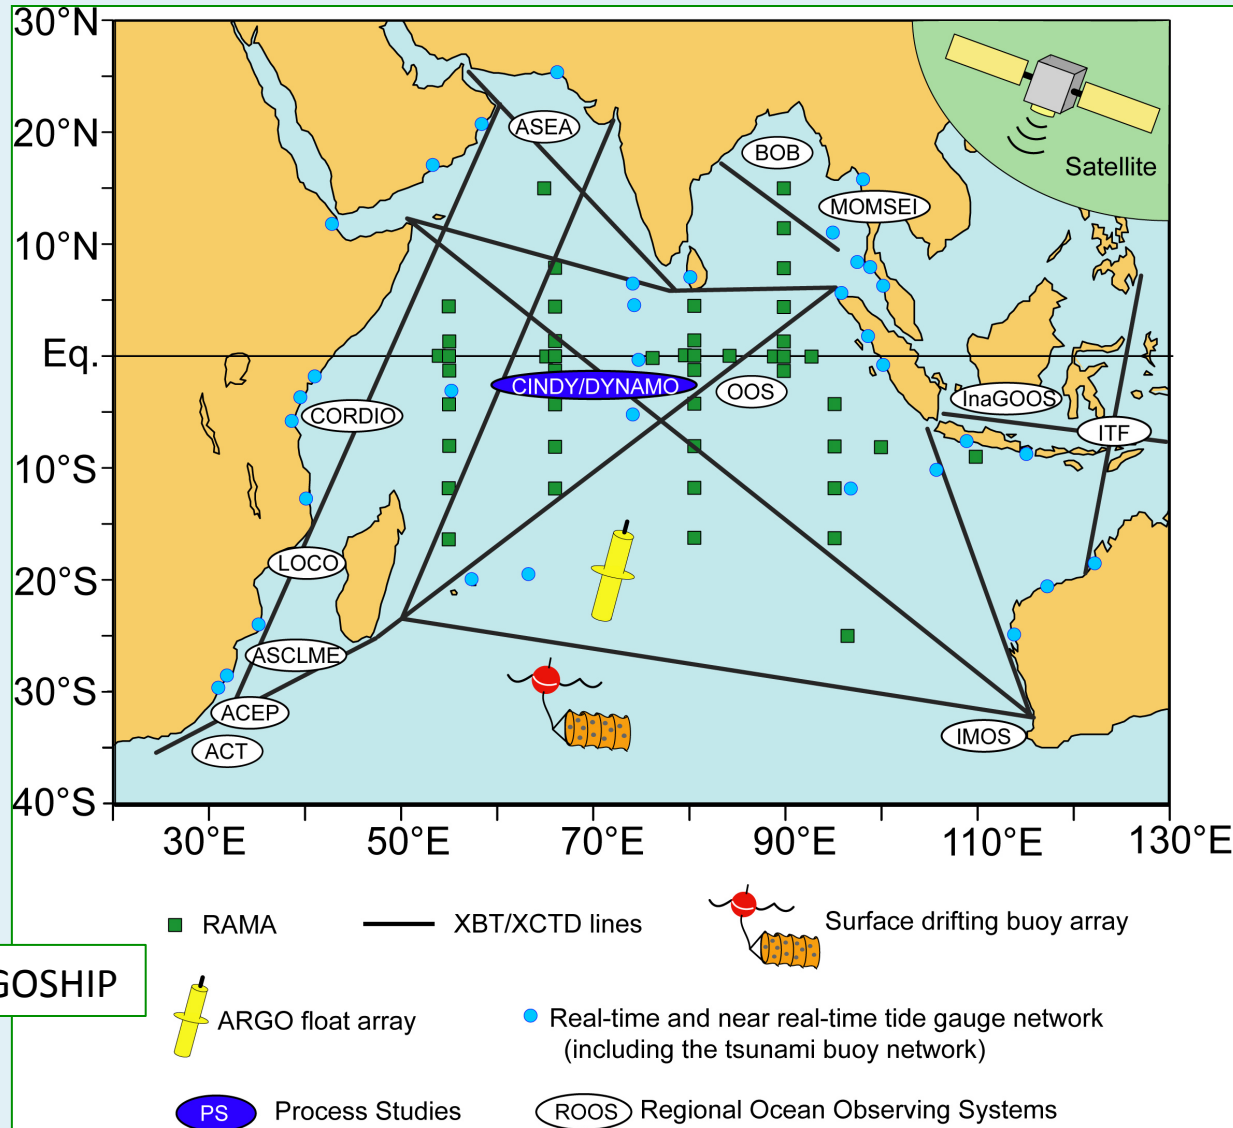 30°N
20°N
10°N
Eq.
10°S
20°S
30°S
40°S
ASEA
BOB
Satellite
MOMSEI
CINDY/DYNAMO
OOS
InaGOOS
CORDIO
ITF
LOCO
ASCLME
ACEP
IMOS
ACT
30°E 50°E 70°E 90°E 110°E 130°E
RAMA XBT/XCTD lines Surface drifting buoy array
GOSHIP
ARGO float array Real-time and near real-time tide gauge network
(including the tsunami buoy network)
PS Process Studies ROOS Regional Ocean Observing Systems